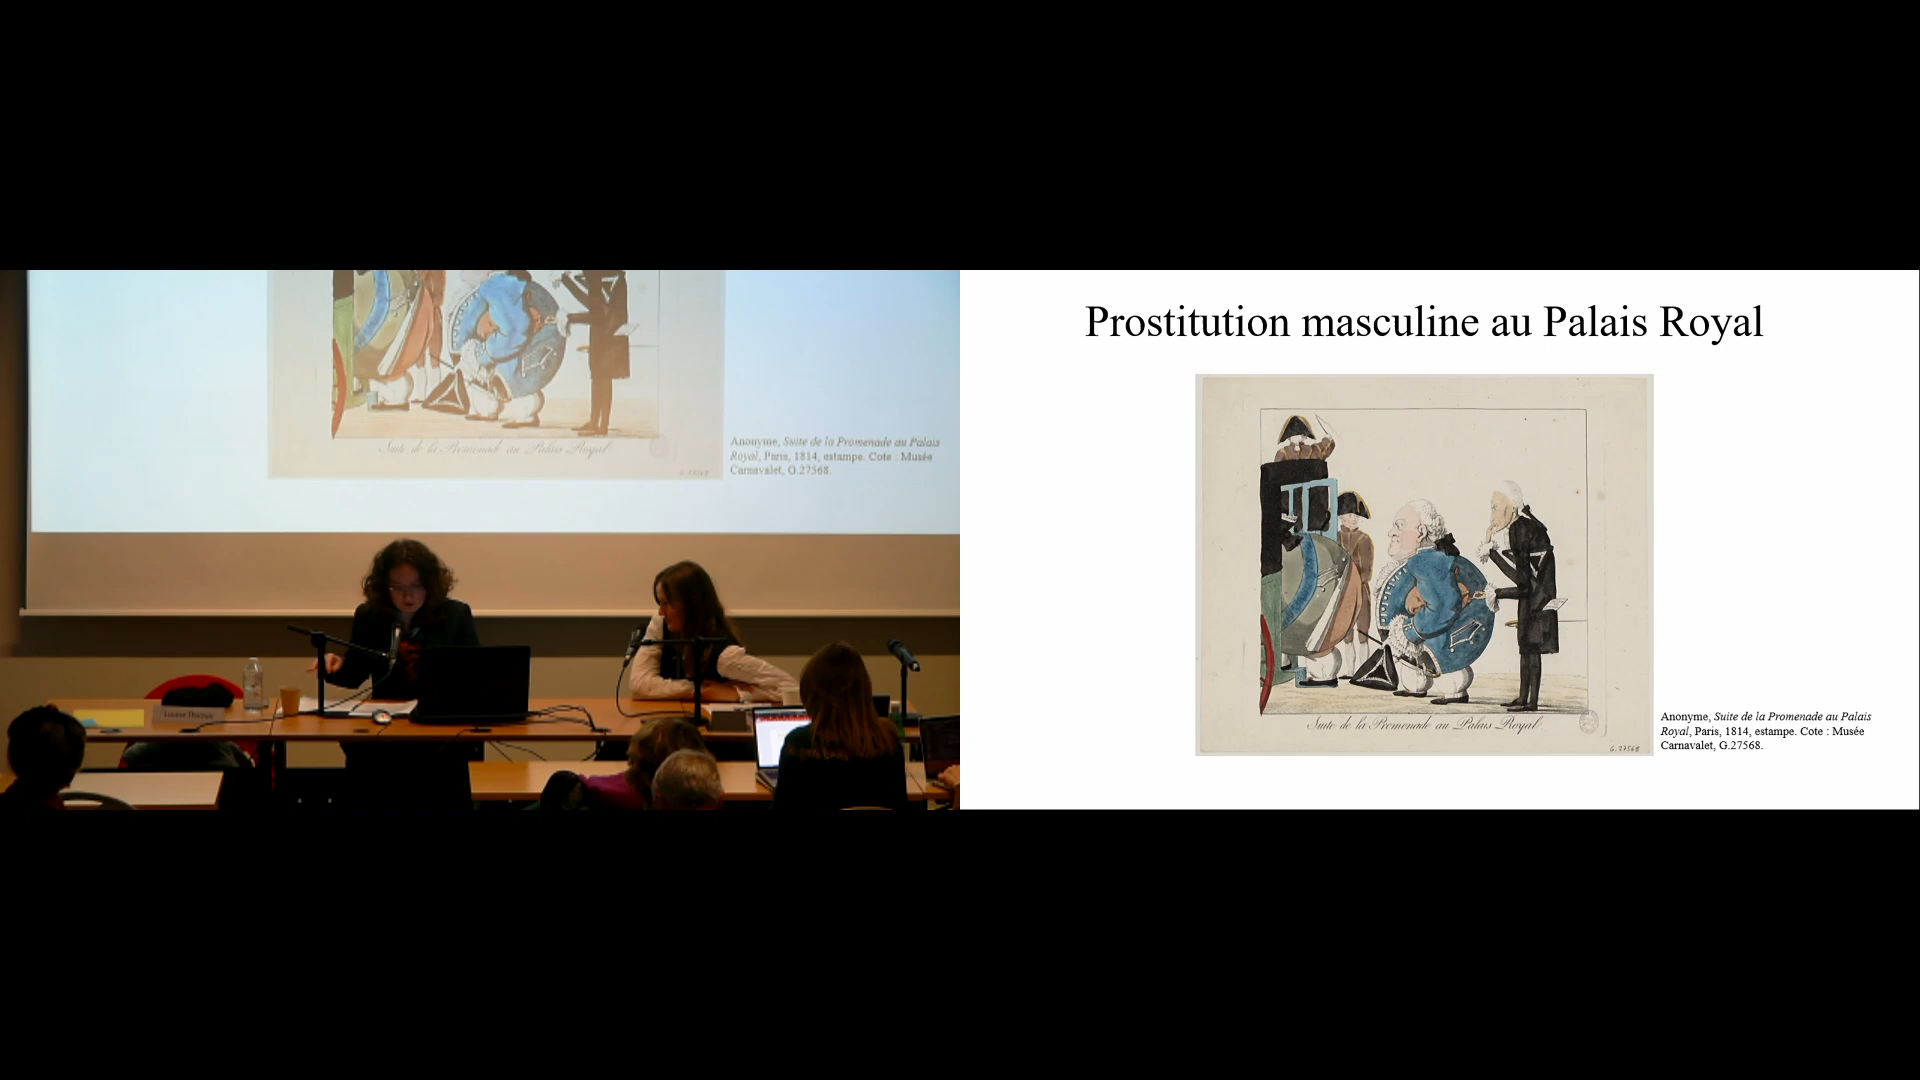 Anonyme, Suite de la Promenade au Palais
Royal, Paris, 1814, estampe. Cote : Musée
Carnavalet, G.27568.
Suite de la Promenade au Palais Royal
G.27568
Prostitution masculine au Palais Royal
Suite de la Promenade au Palais Royal.
G.27568
Anonyme, Suite de la Promenade au Palais
Royal, Paris, 1814, estampe. Cote : Musée
Carnavalet, G.27568.